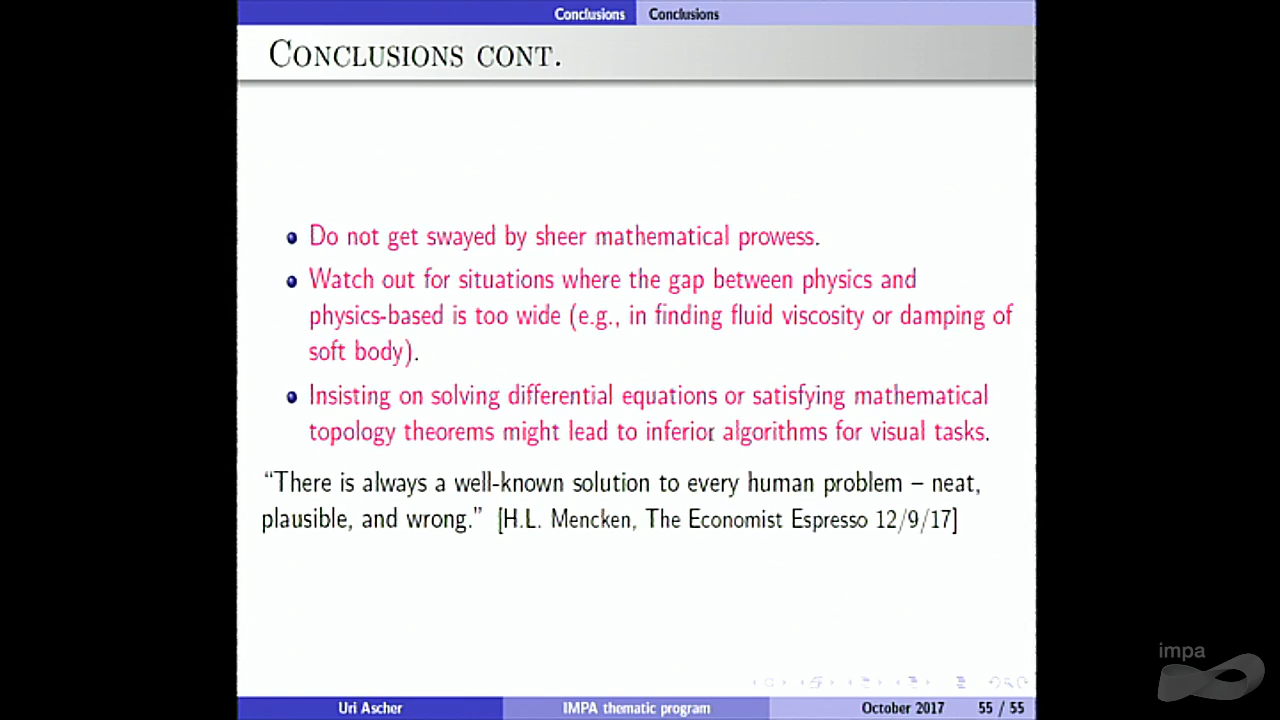 Conclusions Conclusions
CONCLUSIONS CONT.
Do not get swayed by sheer mathematical prowess.
Watch out for situations where the gap between physics and
physics-based is too wide (e.g., in finding fluid viscosity or damping of
soft body).
Insisting on solving differential equations or satisfying mathematical
topology theorems might lead to inferior algorithms for visual tasks.
“There is always a well-known solution to every human problem – neat,
plausible, and wrong.” [H.L. Mencken, The Economist Espresso 12/9/17]
impa
Uri Ascher IMPA thematic program October 2017 55 / 55